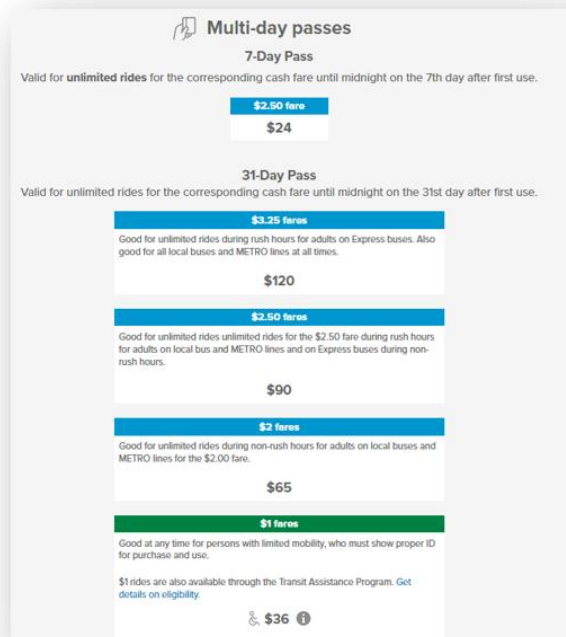 Multi-day passes
7-Day Pass
Valid for unlimited rides for the corresponding cash fare until midnight on the 7th day after first use.
$2.50 fare
$24
31-Day Pass
Valid for unlimited rides for the corresponding cash fare until midnight on the 31st day after first use.
$3.25 fares
Good for unlimited rides during rush hours for adults on Express buses. Also
good for all local buses and METRO lines at all times.
$120
$2.50 fares
Good for unlimited rides unlimited rides for the $2.50 fare during rush hours
for adults on local bus and METRO lines and on Express buses during non-
rush hours.
$90
$2 fares
Good for unlimited rides during non-rush hours for adults on local buses and
METRO lines for the $2.00 fare.
$65
$1 fares
Good at any time for persons with limited mobility, who must show proper ID
for purchase and use.
$1 rides are also available through the Transit Assistance Program. Get
details on eligibility.
$36